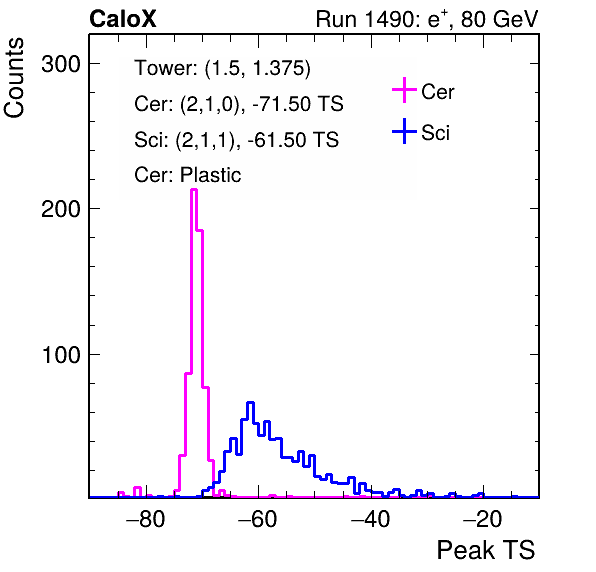 CaloX Run 1490: e⁺, 80 GeV
Counts
300
200
100
Tower: (1.5, 1.375)
Cer: (2,1,0), -71.50 TS
Sci: (2,1,1), -61.50 TS
Cer: Plastic
Cer
Sci
−80 −60 −40 −20
Peak TS